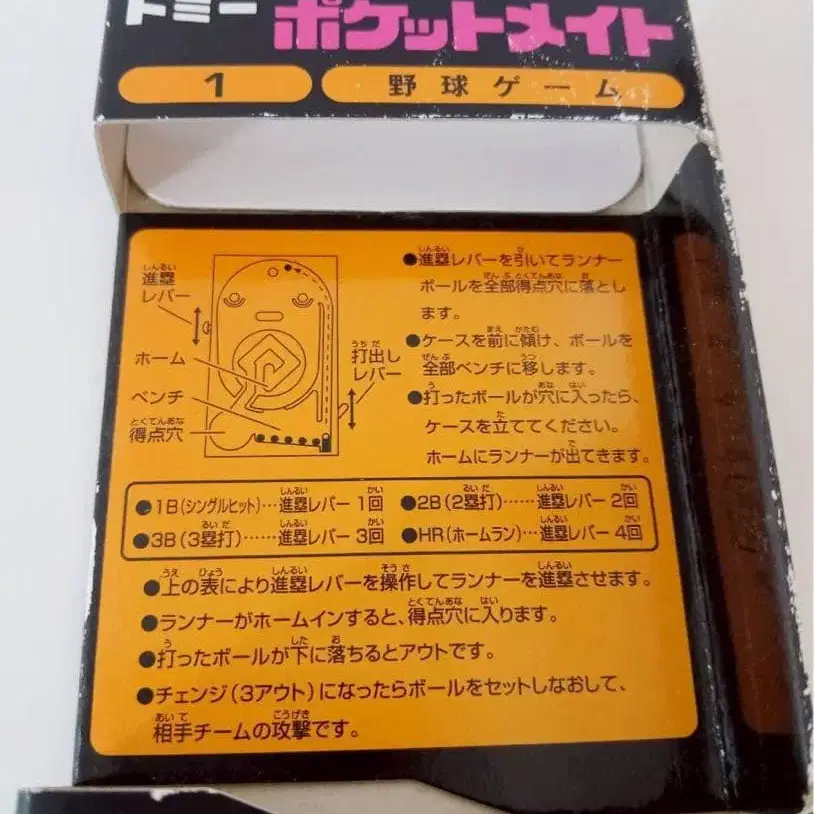 トミー ポケットメイト
1 野球ゲーム
進塁レバー
ホーム
ベンチ
得点穴
打出しレバー
●進塁レバーを引いてランナー
ボールを全部得点穴に落とし
ます。
●ケースを前に傾け、ボールを
全部ベンチに移します。
●打ったボールが穴に入ったら、
ケースを立ててください。
ホームにランナーが出てきます。
●1B(シングルヒット)…進塁レバー 1回 ●2B(2塁打)……進塁レバー 2回
●3B(3塁打)……進塁レバー 3回 ●HR(ホームラン)…進塁レバー 4回
●上の表により進塁レバーを操作してランナーを進塁させます。
●ランナーがホームインすると、得点穴に入ります。
●打ったボールが下に落ちるとアウトです。
●チェンジ(3アウト)になったらボールをセットしなおして、
相手チームの攻撃です。